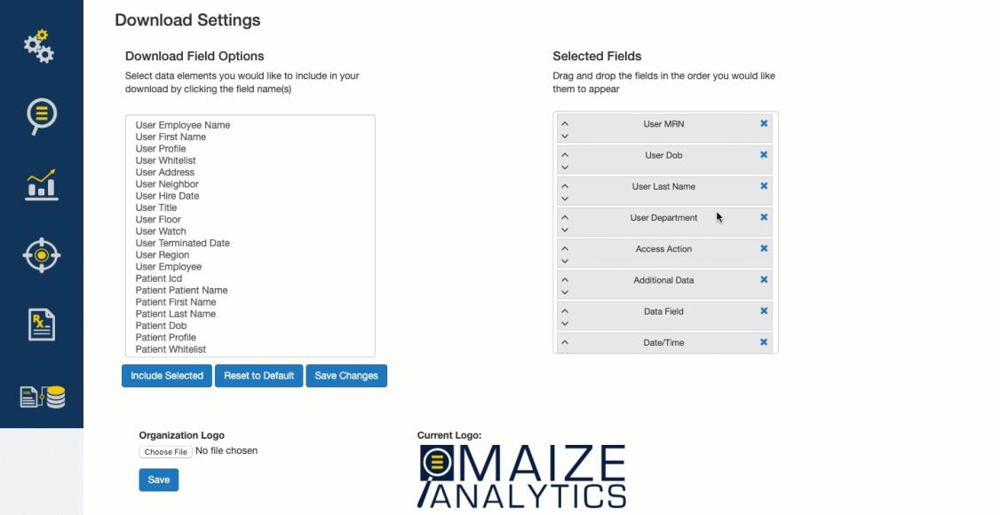 Download Settings
Download Field Options
Select data elements you would like to include in your
download by clicking the field name(s)
User Employee Name
User First Name
User Profile
User Whitelist
User Address
User Neighbor
User Hire Date
User Title
User Floor
User Watch
User Terminated Date
User Region
User Employee
Patient Icd
Patient Patient Name
Patient First Name
Patient Last Name
Patient Dob
Patient Profile
Patient Whitelist
Include Selected
Reset to Default
Save Changes
Selected Fields
Drag and drop the fields in the order you would like
them to appear
User MRN
User Dob
User Last Name
User Department
Access Action
Additional Data
Data Field
Date/Time
Organization Logo
Choose File No file chosen
Save
Current Logo:
MAIZE
ANALYTICS